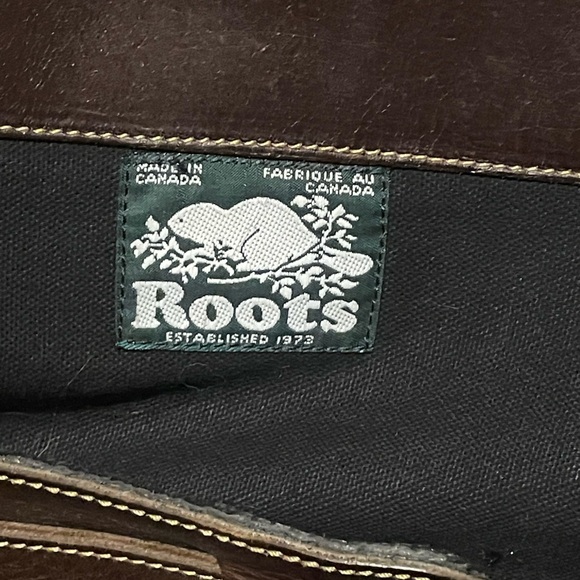 MADE IN
CANADA
FABRIQUE AU
CANADA
Roots
ESTABLISHED 1973